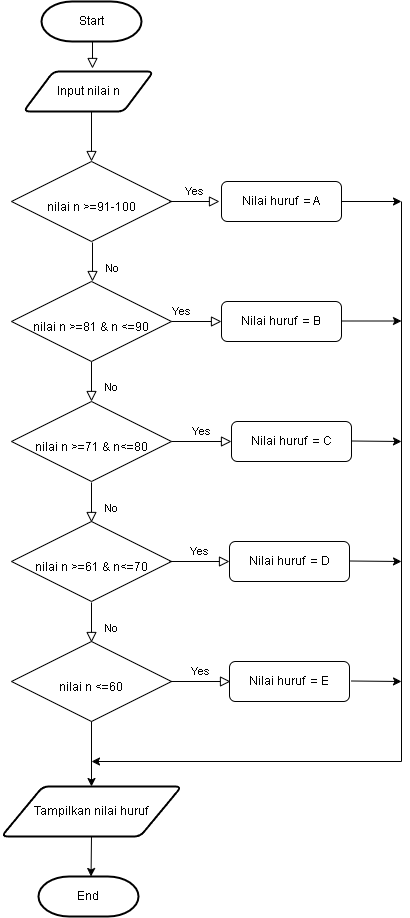 Start
Input nilai n
nilai n >=91-100
Yes
Nilai huruf = A
No
nilai n >=81 & n <=90
Yes
Nilai huruf = B
No
nilai n >=71 & n<=80
Yes
Nilai huruf = C
No
nilai n >=61 & n<=70
Yes
Nilai huruf = D
No
nilai n <=60
Yes
Nilai huruf = E
Tampilkan nilai huruf
End